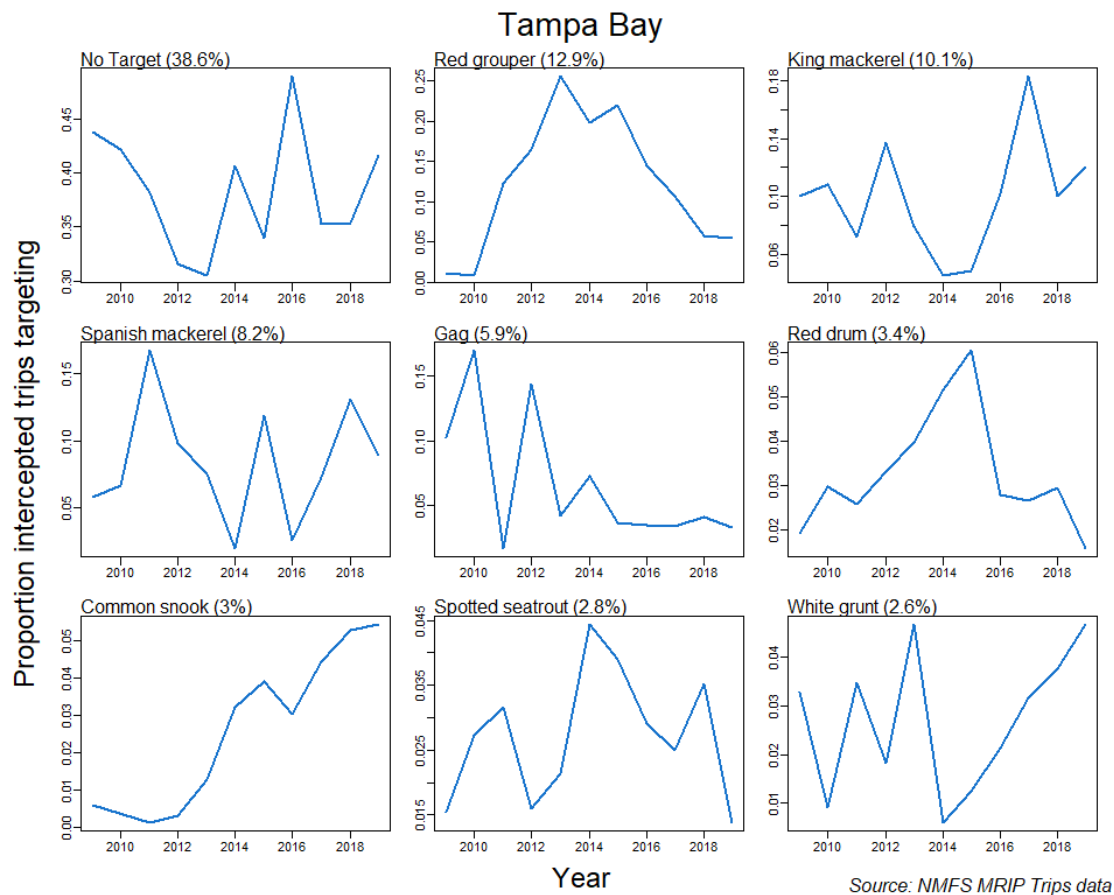 Tampa Bay
Proportion intercepted trips targeting
No Target (38.6%)
0.45
0.40
0.35
0.30
2010 2012 2014 2016 2018
Red grouper (12.9%)
0.25
0.20
0.15
0.10
0.05
0.00
2010 2012 2014 2016 2018
King mackerel (10.1%)
0.18
0.14
0.10
0.06
2010 2012 2014 2016 2018
Spanish mackerel (8.2%)
0.15
0.10
0.05
2010 2012 2014 2016 2018
Gag (5.9%)
0.15
0.10
0.05
2010 2012 2014 2016 2018
Red drum (3.4%)
0.06
0.05
0.04
0.03
0.02
2010 2012 2014 2016 2018
Common snook (3%)
0.05
0.04
0.03
0.02
0.01
0.00
2010 2012 2014 2016 2018
Spotted seatrout (2.8%)
0.045
0.035
0.025
0.015
2010 2012 2014 2016 2018
White grunt (2.6%)
0.04
0.03
0.02
0.01
2010 2012 2014 2016 2018
Year
Source: NMFS MRIP Trips data